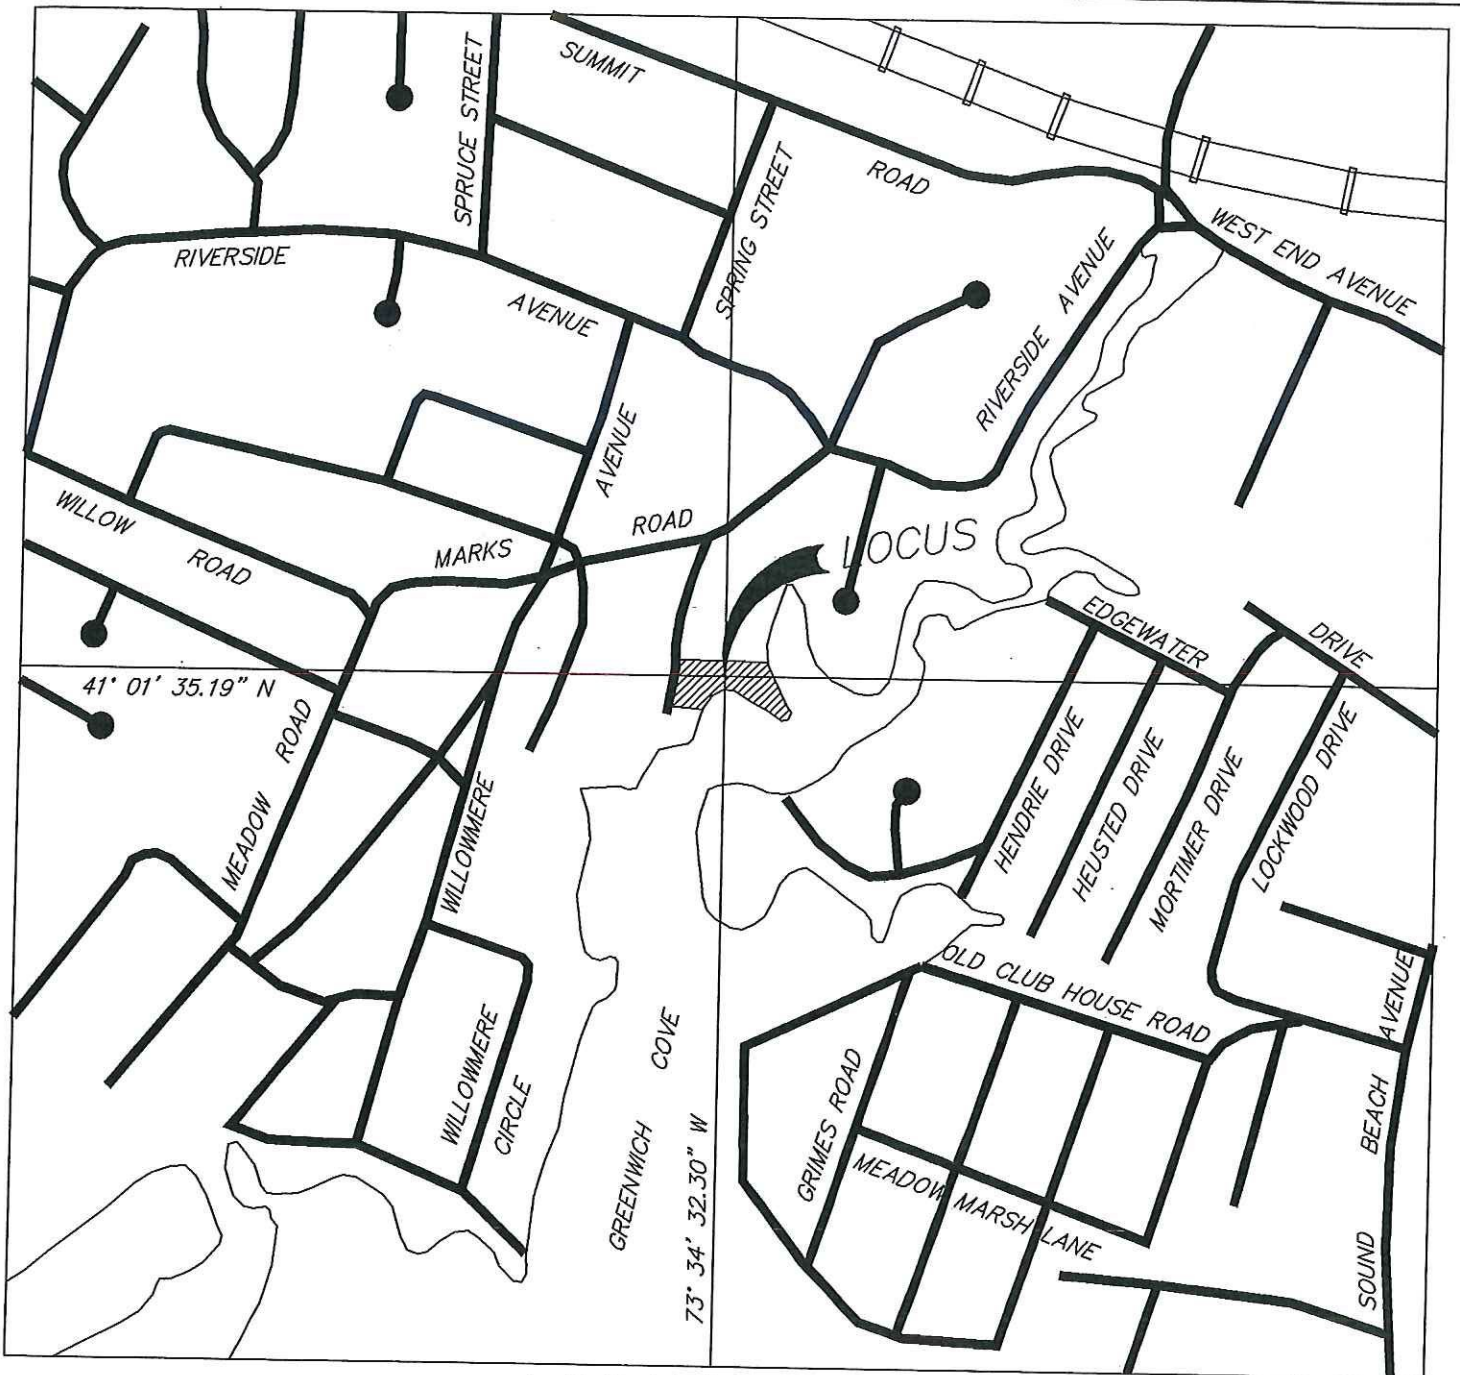 SUMMIT
ROAD
SPRUCE STREET
SPRING STREET
WEST END AVENUE
RIVERSIDE
AVENUE
RIVERSIDE AVENUE
AVENUE
WILLOW
ROAD
MARKS
ROAD
LOCUS
EDGEWATER
DRIVE
41° 01' 35.19" N
MEADOW
ROAD
WILLOWMERE
HENDRIE DRIVE
HEUSTED DRIVE
MORTIMER DRIVE
LOCKWOOD DRIVE
OLD CLUB HOUSE ROAD
WILLOWMERE
CIRCLE
GREENWICH
COVE
73° 34' 32.30" W
GRIMES ROAD
MEADOW MARSH LANE
SOUND
BEACH
AVENUE